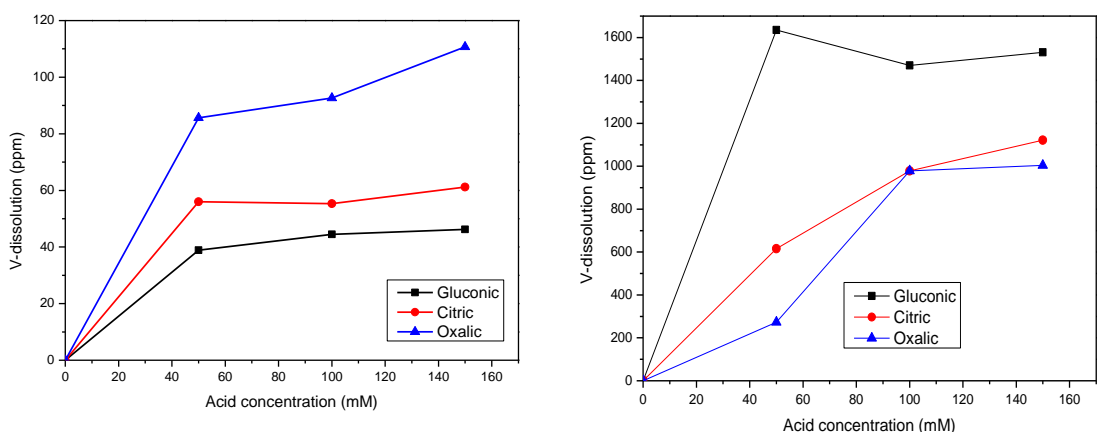 V-dissolution (ppm)
120
100
80
60
40
20
0
Gluconic
Citric
Oxalic
0 20 40 60 80 100 120 140 160
Acid concentration (mM)
V-dissolution (ppm)
1600
1400
1200
1000
800
600
400
200
0
Gluconic
Citric
Oxalic
0 20 40 60 80 100 120 140 160
Acid concentration (mM)